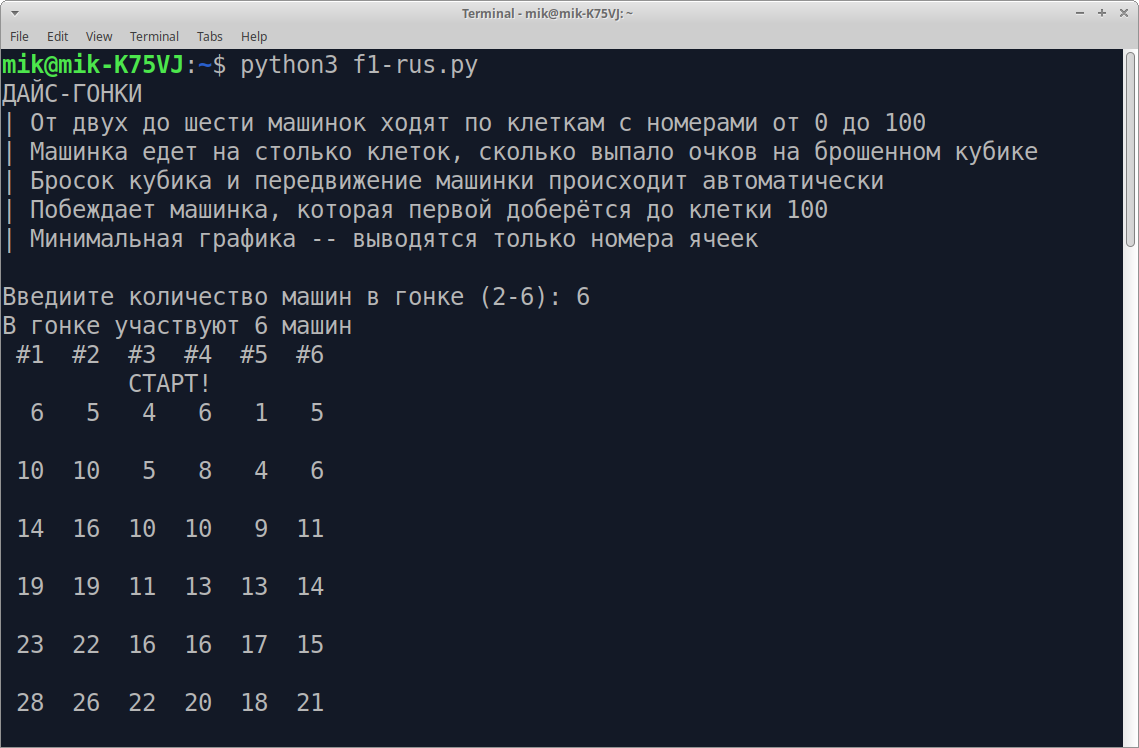 Terminal - mik@mik-K75VJ: ~
File Edit View Terminal Tabs Help
mik@mik-K75VJ:~$ python3 f1-rus.py
ДАЙС-ГОНКИ
| От двух до шести машинок ходят по клеткам с номерами от 0 до 100
| Машинка едет на столько клеток, сколько выпало очков на брошенном кубике
| Бросок кубика и передвижение машинки происходит автоматически
| Побеждает машинка, которая первой доберётся до клетки 100
| Минимальная графика -- выводятся только номера ячеек
Введиите количество машин в гонке (2-6): 6
В гонке участвуют 6 машин
#1 #2 #3 #4 #5 #6
СТАРТ!
6 5 4 6 1 5
10 10 5 8 4 6
14 16 10 10 9 11
19 19 11 13 13 14
23 22 16 16 17 15
28 26 22 20 18 21